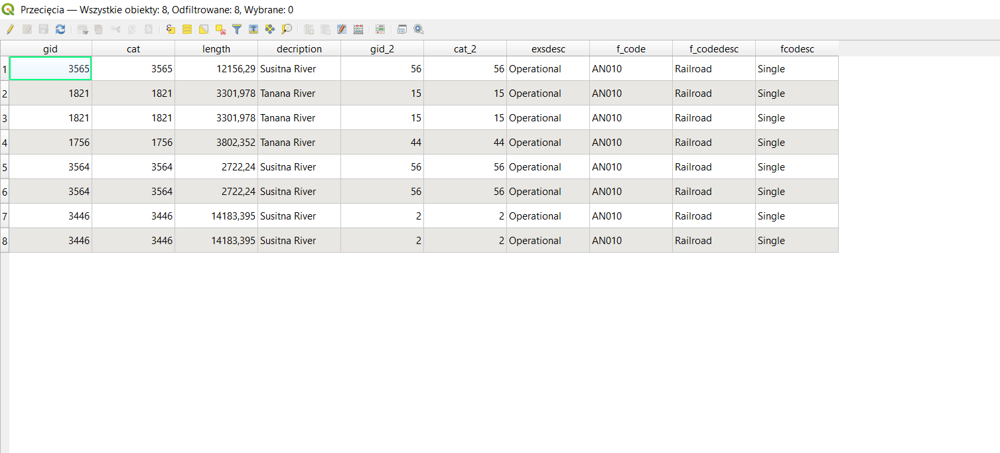 Przecięcia — Wszystkie obiekty: 8, Odfiltrowane: 8, Wybrane: 0
gid cat length decription gid_2 cat_2 exsdesc f_code f_codedesc fcodesc
1 3565 3565 12156,29 Susitna River 56 56 Operational AN010 Railroad Single
2 1821 1821 3301,978 Tanana River 15 15 Operational AN010 Railroad Single
3 1821 1821 3301,978 Tanana River 15 15 Operational AN010 Railroad Single
4 1756 1756 3802,352 Tanana River 44 44 Operational AN010 Railroad Single
5 3564 3564 2722,24 Susitna River 56 56 Operational AN010 Railroad Single
6 3564 3564 2722,24 Susitna River 56 56 Operational AN010 Railroad Single
7 3446 3446 14183,395 Susitna River 2 2 Operational AN010 Railroad Single
8 3446 3446 14183,395 Susitna River 2 2 Operational AN010 Railroad Single